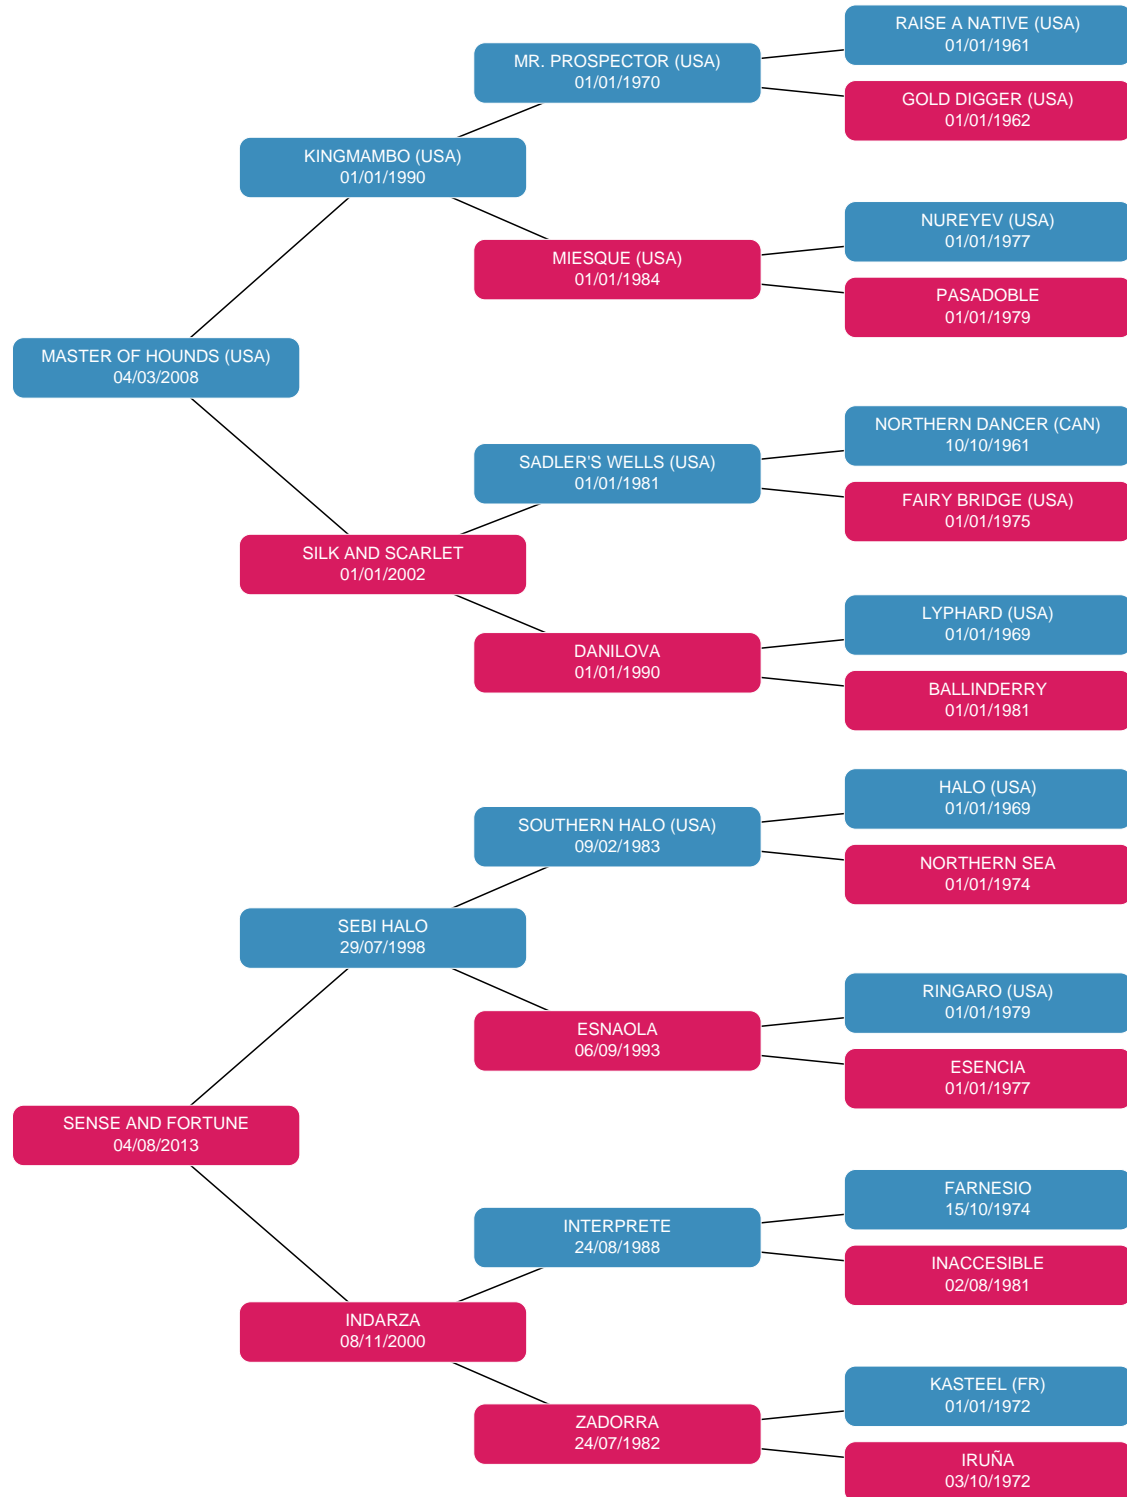 RAISE A NATIVE (USA)
01/01/1961
MR. PROSPECTOR (USA)
01/01/1970
GOLD DIGGER (USA)
01/01/1962
KINGMAMBO (USA)
01/01/1990
NUREYEV (USA)
01/01/1977
MIESQUE (USA)
01/01/1984
PASADOBLE
01/01/1979
MASTER OF HOUNDS (USA)
04/03/2008
NORTHERN DANCER (CAN)
10/10/1961
SADLER'S WELLS (USA)
01/01/1981
FAIRY BRIDGE (USA)
01/01/1975
SILK AND SCARLET
01/01/2002
LYPHARD (USA)
01/01/1969
DANILOVA
01/01/1990
BALLINDERRY
01/01/1981
HALO (USA)
01/01/1969
SOUTHERN HALO (USA)
09/02/1983
NORTHERN SEA
01/01/1974
SEBI HALO
29/07/1998
RINGARO (USA)
01/01/1979
ESNAOLA
06/09/1993
ESENCIA
01/01/1977
SENSE AND FORTUNE
04/08/2013
FARNESIO
15/10/1974
INTERPRETE
24/08/1988
INACCESIBLE
02/08/1981
INDARZA
08/11/2000
KASTEEL (FR)
01/01/1972
ZADORRA
24/07/1982
IRUÑA
03/10/1972